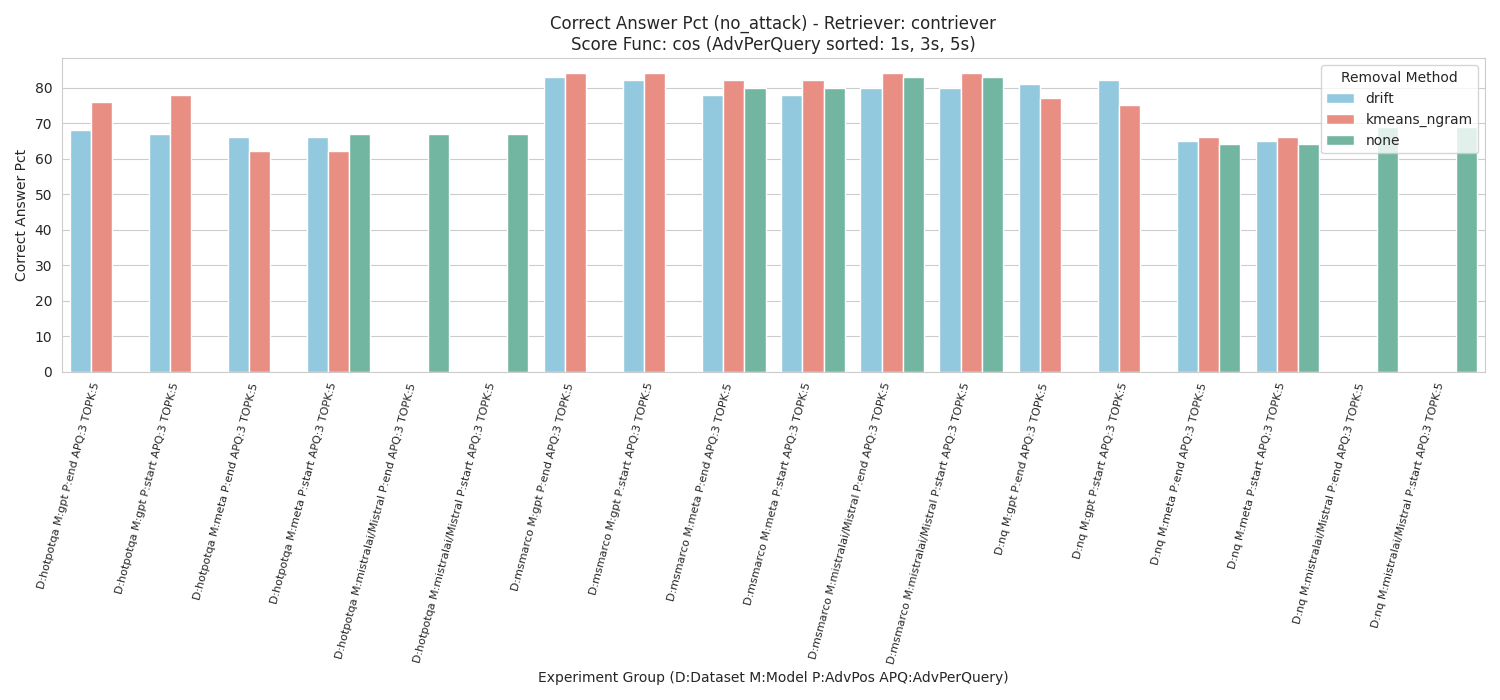 Correct Answer Pct (no_attack) - Retriever: contriever
Score Func: cos (AdvPerQuery sorted: 1s, 3s, 5s)
Correct Answer Pct
80
70
60
50
40
30
20
10
0
Removal Method
drift
kmeans_ngram
none
D:hotpotqa M:gpt P:end APQ:3 TOPK:5
D:hotpotqa M:gpt P:start APQ:3 TOPK:5
D:hotpotqa M:meta P:end APQ:3 TOPK:5
D:hotpotqa M:meta P:start APQ:3 TOPK:5
D:hotpotqa M:mistralai/Mistral P:end APQ:3 TOPK:5
D:hotpotqa M:mistralai/Mistral P:start APQ:3 TOPK:5
D:msmarco M:gpt P:end APQ:3 TOPK:5
D:msmarco M:gpt P:start APQ:3 TOPK:5
D:msmarco M:meta P:end APQ:3 TOPK:5
D:msmarco M:meta P:start APQ:3 TOPK:5
D:msmarco M:mistralai/Mistral P:end APQ:3 TOPK:5
D:msmarco M:mistralai/Mistral P:start APQ:3 TOPK:5
D:nq M:gpt P:end APQ:3 TOPK:5
D:nq M:gpt P:start APQ:3 TOPK:5
D:nq M:meta P:end APQ:3 TOPK:5
D:nq M:meta P:start APQ:3 TOPK:5
D:nq M:mistralai/Mistral P:end APQ:3 TOPK:5
D:nq M:mistralai/Mistral P:start APQ:3 TOPK:5
Experiment Group (D:Dataset M:Model P:AdvPos APQ:AdvPerQuery)